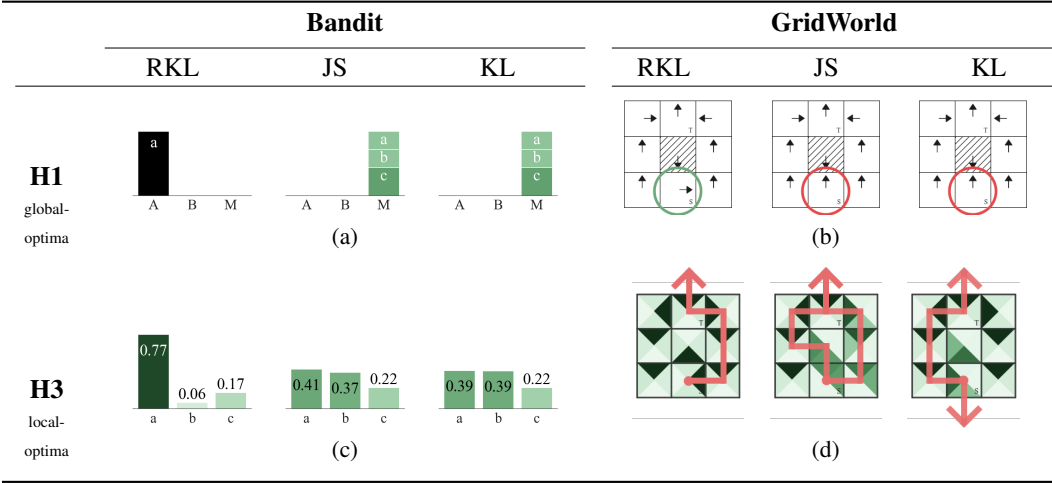 Bandit GridWorld
RKL JS KL RKL JS KL
H1
global-
optima
a
A B M
a
b
c
A B M
a
b
c
A B M
(a)
T
S
T
S
T
S
(b)
H3
local-
optima
0.77 0.06 0.17
a b c
0.41 0.37 0.22
a b c
0.39 0.39 0.22
a b c
(c)
T
S
T
S
T
S
(d)